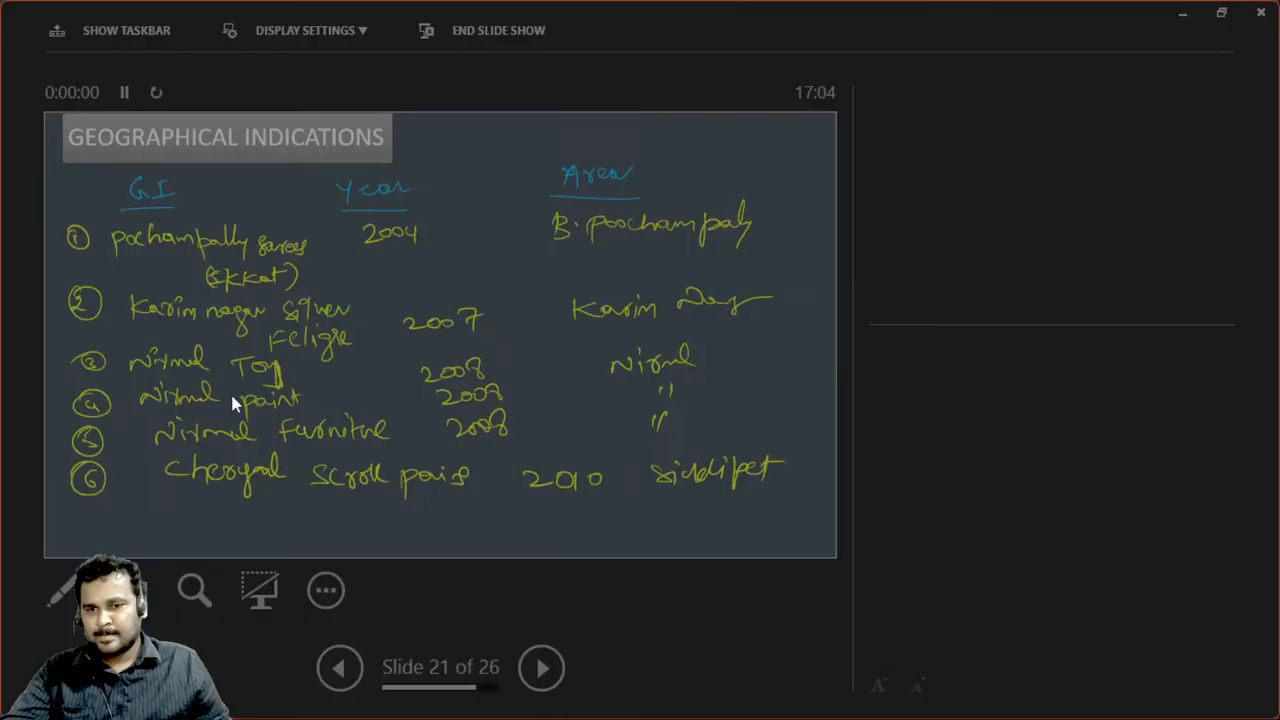 SHOW TASKBAR DISPLAY SETTINGS ▼ END SLIDE SHOW
0:00:00 17:04
GEOGRAPHICAL INDICATIONS
GI Year Area
① Pochampally sarees 2004 B. Poochampaly
(Ikkat)
② Karimnagar silver 2007 Karim Nagar
Feligre
③ Nirmal Toy 2008 Nirmal
④ Nirmal paint 2008 "
⑤ Nirmal furniture 2008 "
⑥ Cheryal scroll pais 2010 Siddipet
Slide 21 of 26
A A